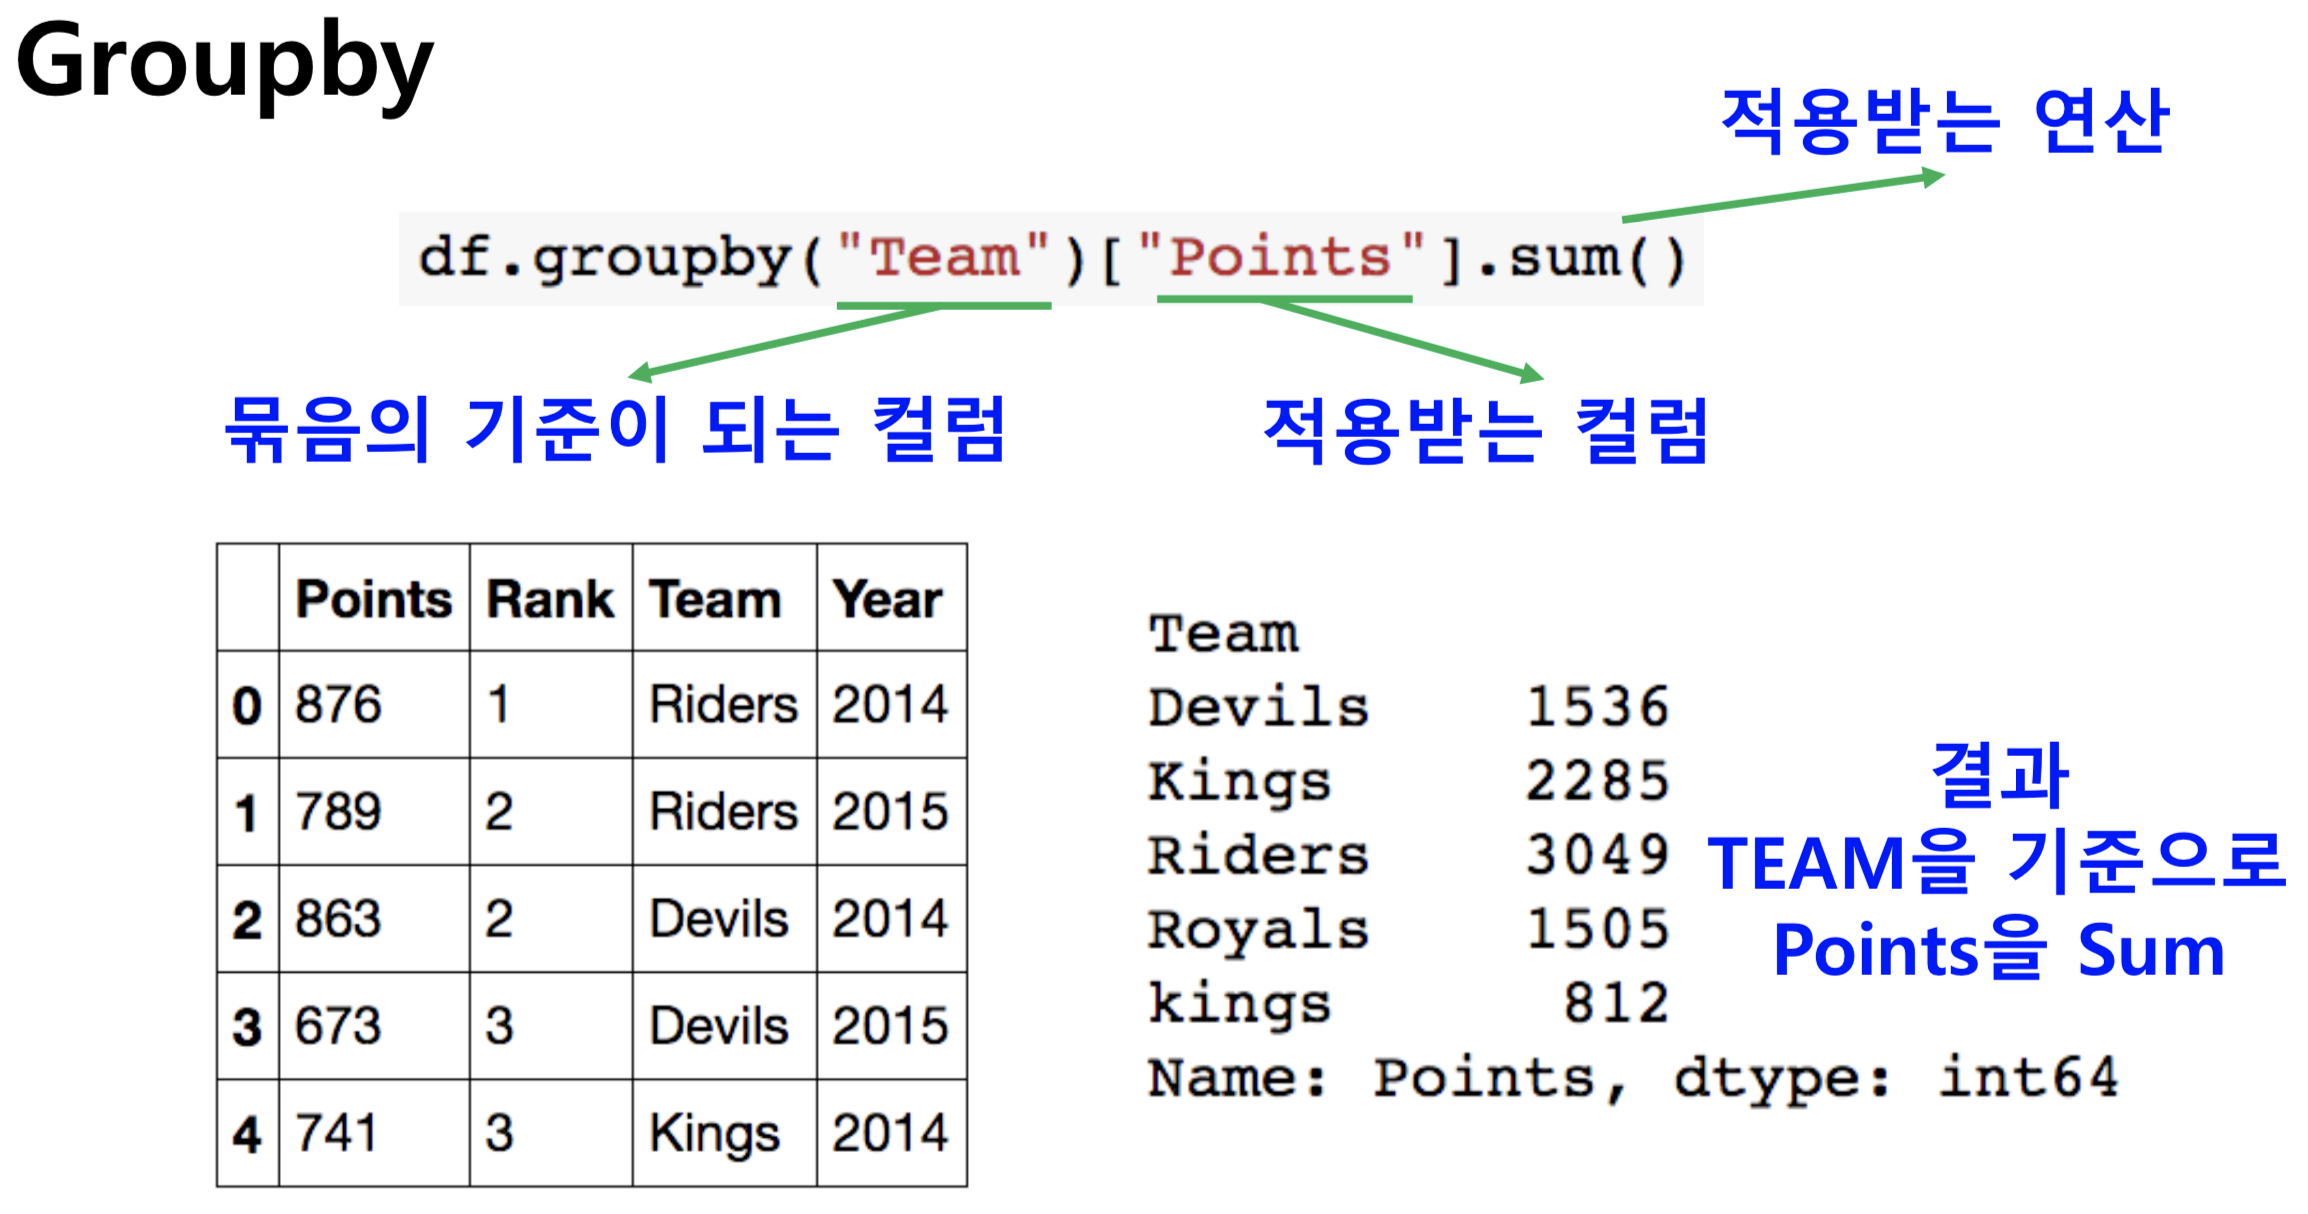 Groupby
적용받는 연산
df.groupby("Team")["Points"].sum()
묶음의 기준이 되는 컬럼
적용받는 컬럼
Points Rank Team Year
0 876 1 Riders 2014
1 789 2 Riders 2015
2 863 2 Devils 2014
3 673 3 Devils 2015
4 741 3 Kings 2014
Team
Devils 1536
Kings 2285
Riders 3049
Royals 1505
kings 812
Name: Points, dtype: int64
결과
TEAM을 기준으로
Points을 Sum